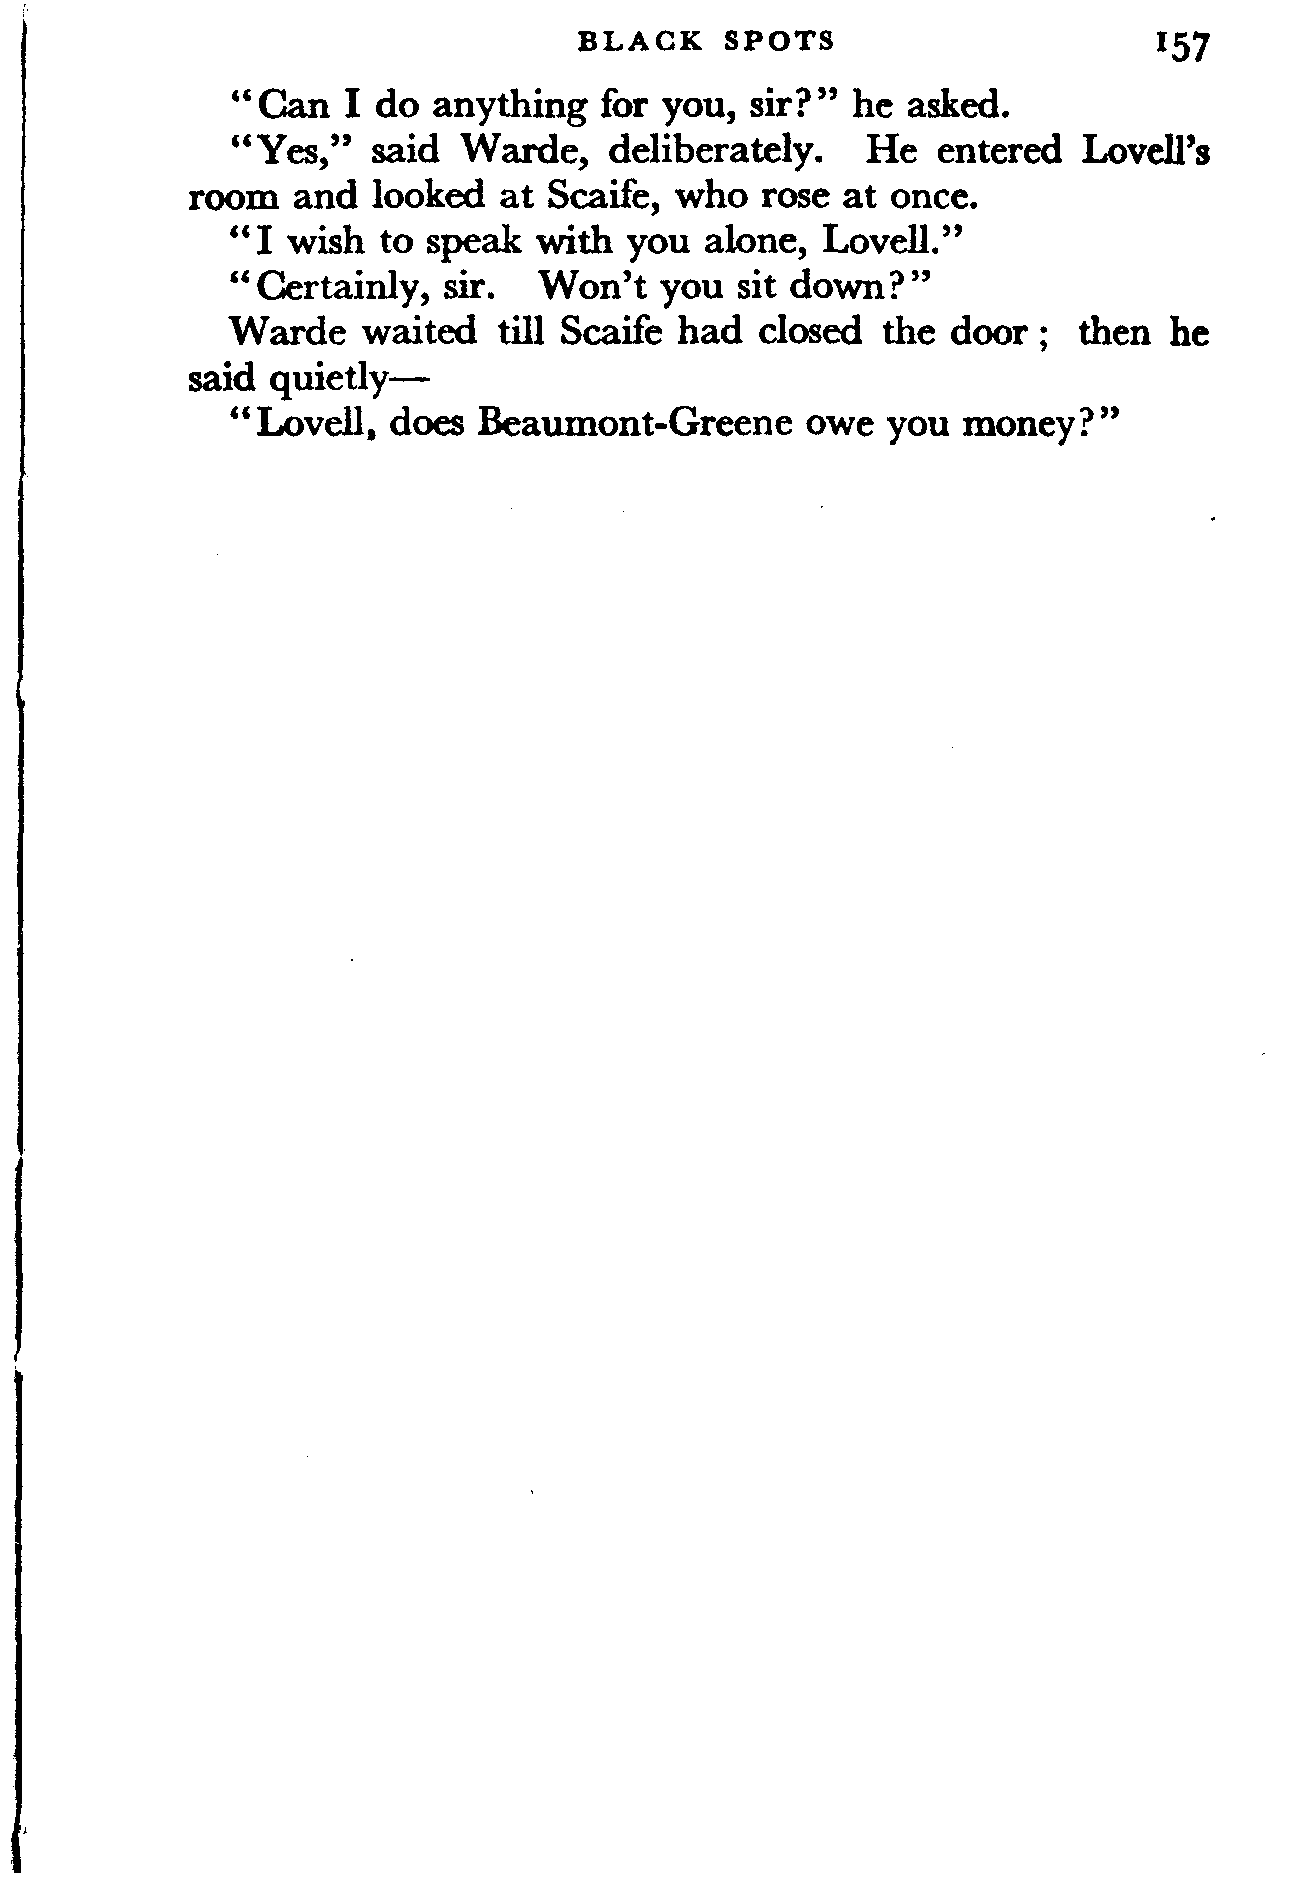 BLACK SPOTS 157
“Can I do anything for you, sir?” he asked.
“Yes,” said Warde, deliberately. He entered Lovell’s
room and looked at Scaife, who rose at once.
“I wish to speak with you alone, Lovell.”
“Certainly, sir. Won’t you sit down?”
Warde waited till Scaife had closed the door ; then he
said quietly—
“Lovell, does Beaumont-Greene owe you money?”